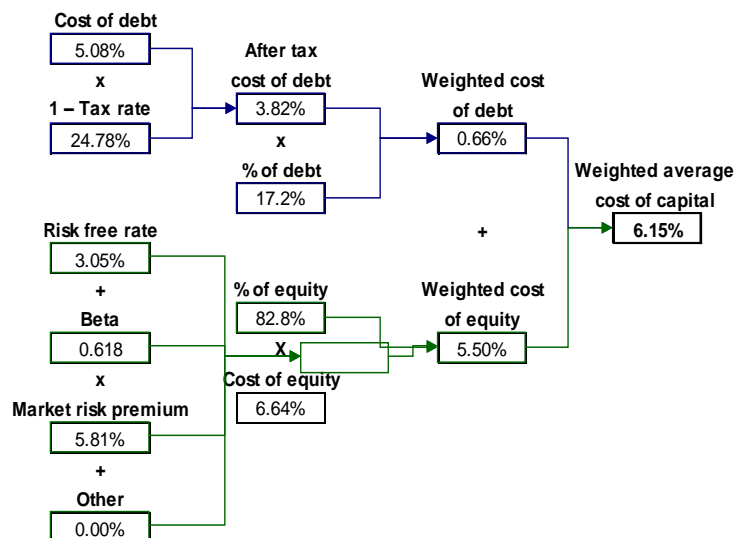 Cost of debt
5.08%
x
1 – Tax rate
24.78%
After tax
cost of debt
3.82%
x
% of debt
17.2%
Weighted cost
of debt
0.66%
Weighted average
cost of capital
6.15%
+
Risk free rate
3.05%
+
Beta
0.618
x
Market risk premium
5.81%
+
Other
0.00%
% of equity
82.8%
X
Cost of equity
6.64%
Weighted cost
of equity
5.50%